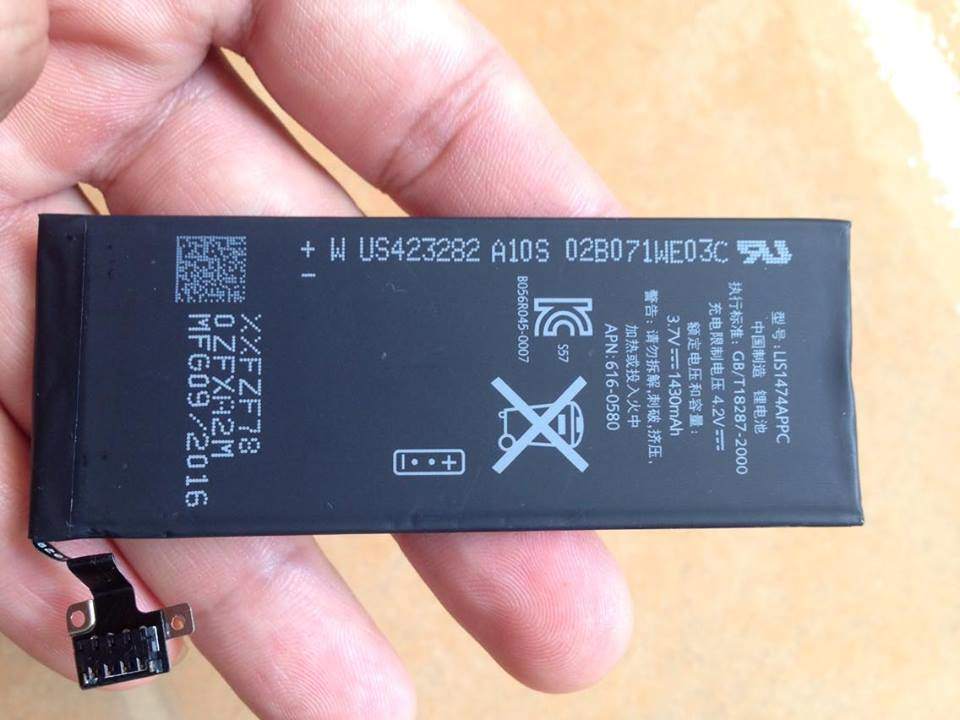 + W US423282 A10S 02B071WE03C
−
型号: LIS1474APPC
中国制造 锂电池
执行标准: GB/T18287-2000
充电限制电压 4.2V⎓
额定电压和容量:
3.7V⎓1430mAh
警告: 请勿拆解,刺破,挤压,
加热或投入火中
APN: 616-0580
S57
B056R045-0007
− +
XXFZF78
0ZFXM2M
MFG09/2016